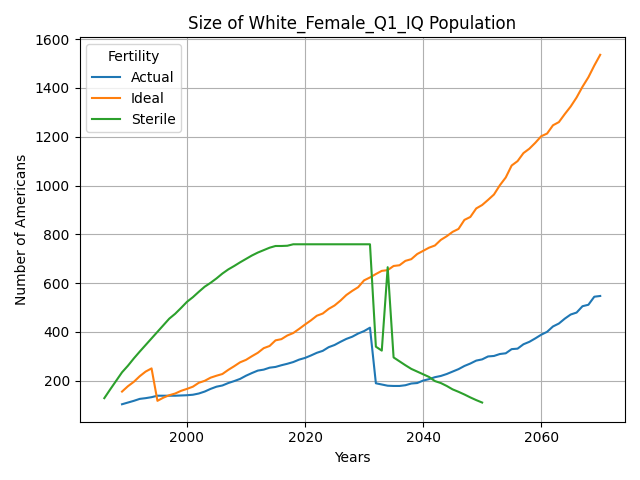 Size of White_Female_Q1_IQ Population
Number of Americans
1600
1400
1200
1000
800
600
400
200
Fertility
Actual
Ideal
Sterile
2000
2020
2040
2060
Years